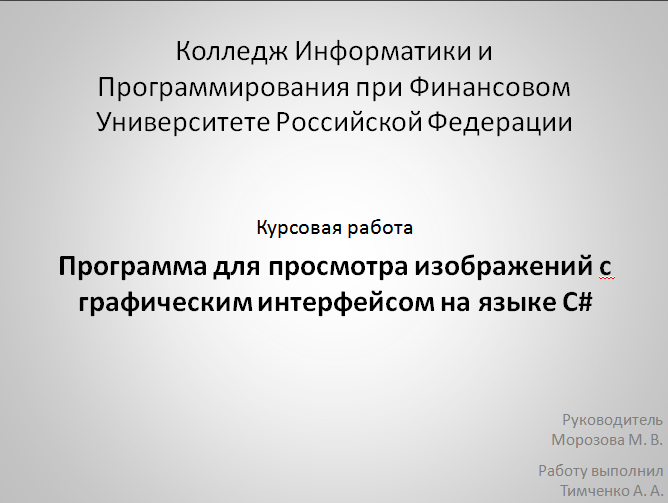 Колледж Информатики и
Программирования при Финансовом
Университете Российской Федерации
Курсовая работа
Программа для просмотра изображений с
графическим интерфейсом на языке C#
Руководитель
Морозова М. В.
Работу выполнил
Тимченко А. А.